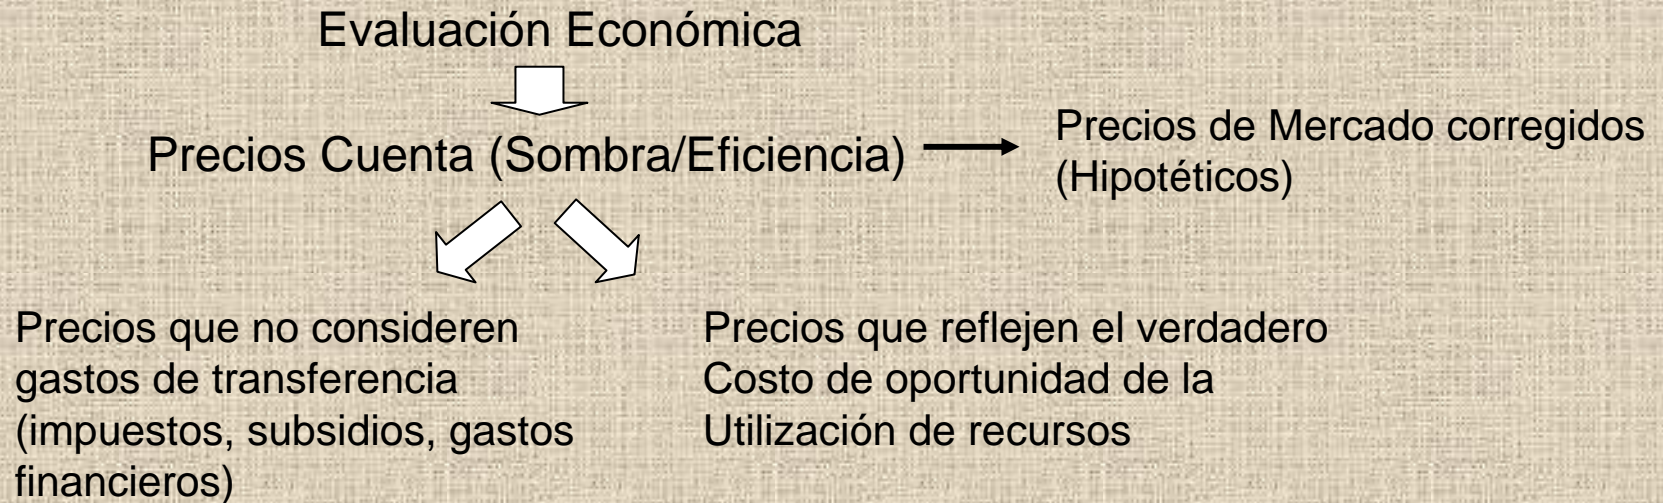 Evaluación Económica
Precios Cuenta (Sombra/Eficiencia)
Precios de Mercado corregidos
(Hipotéticos)
Precios que no consideren
gastos de transferencia
(impuestos, subsidios, gastos
financieros)
Precios que reflejen el verdadero
Costo de oportunidad de la
Utilización de recursos